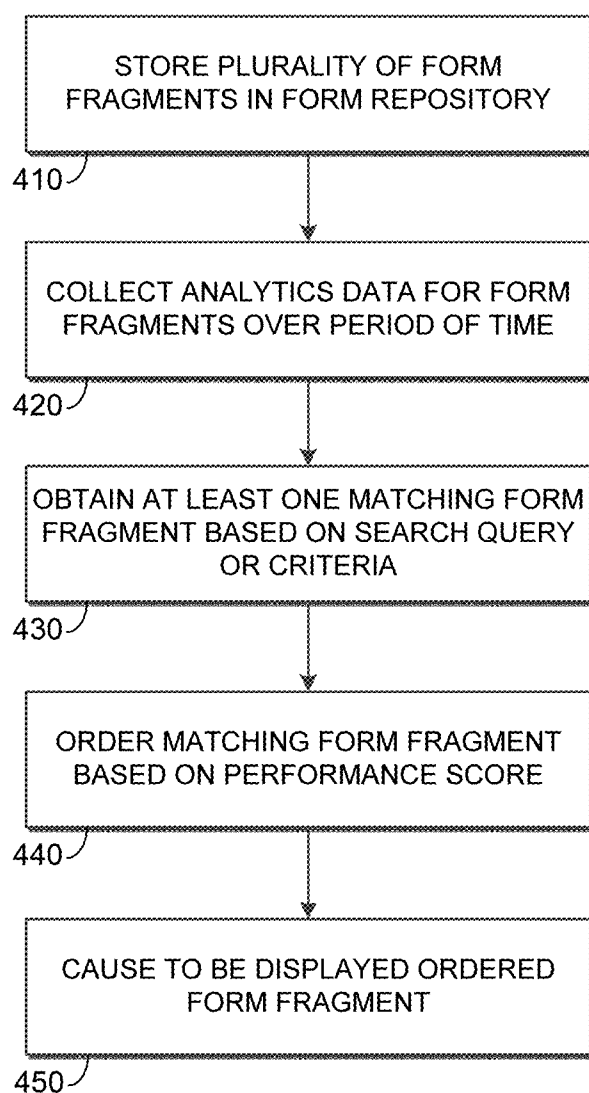 STORE PLURALITY OF FORM
FRAGMENTS IN FORM REPOSITORY
410
COLLECT ANALYTICS DATA FOR FORM
FRAGMENTS OVER PERIOD OF TIME
420
OBTAIN AT LEAST ONE MATCHING FORM
FRAGMENT BASED ON SEARCH QUERY
OR CRITERIA
430
ORDER MATCHING FORM FRAGMENT
BASED ON PERFORMANCE SCORE
440
CAUSE TO BE DISPLAYED ORDERED
FORM FRAGMENT
450